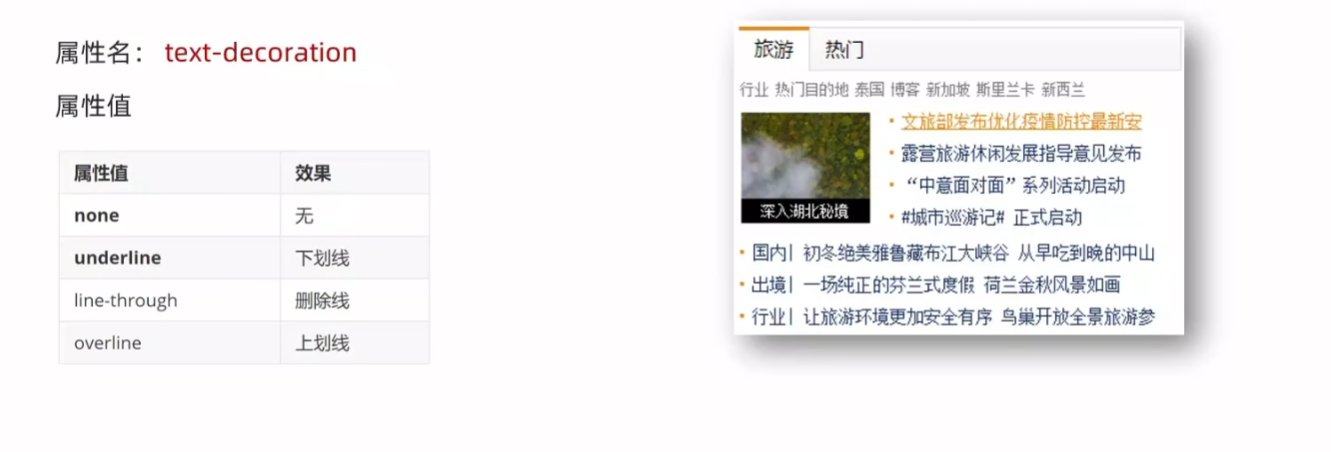 属性名： text-decoration
属性值
属性值 效果
none 无
underline 下划线
line-through 删除线
overline 上划线
旅游 热门
行业 热门目的地 泰国 博客 新加坡 斯里兰卡 新西兰
文旅部发布优化疫情防控最新安
露营旅游休闲发展指导意见发布
“中意面对面”系列活动启动
#城市巡游记# 正式启动
深入湖北秘境
国内| 初冬绝美雅鲁藏布江大峡谷 从早吃到晚的中山
出境| 一场纯正的芬兰式度假 荷兰金秋风景如画
行业| 让旅游环境更加安全有序 鸟巢开放全景旅游参